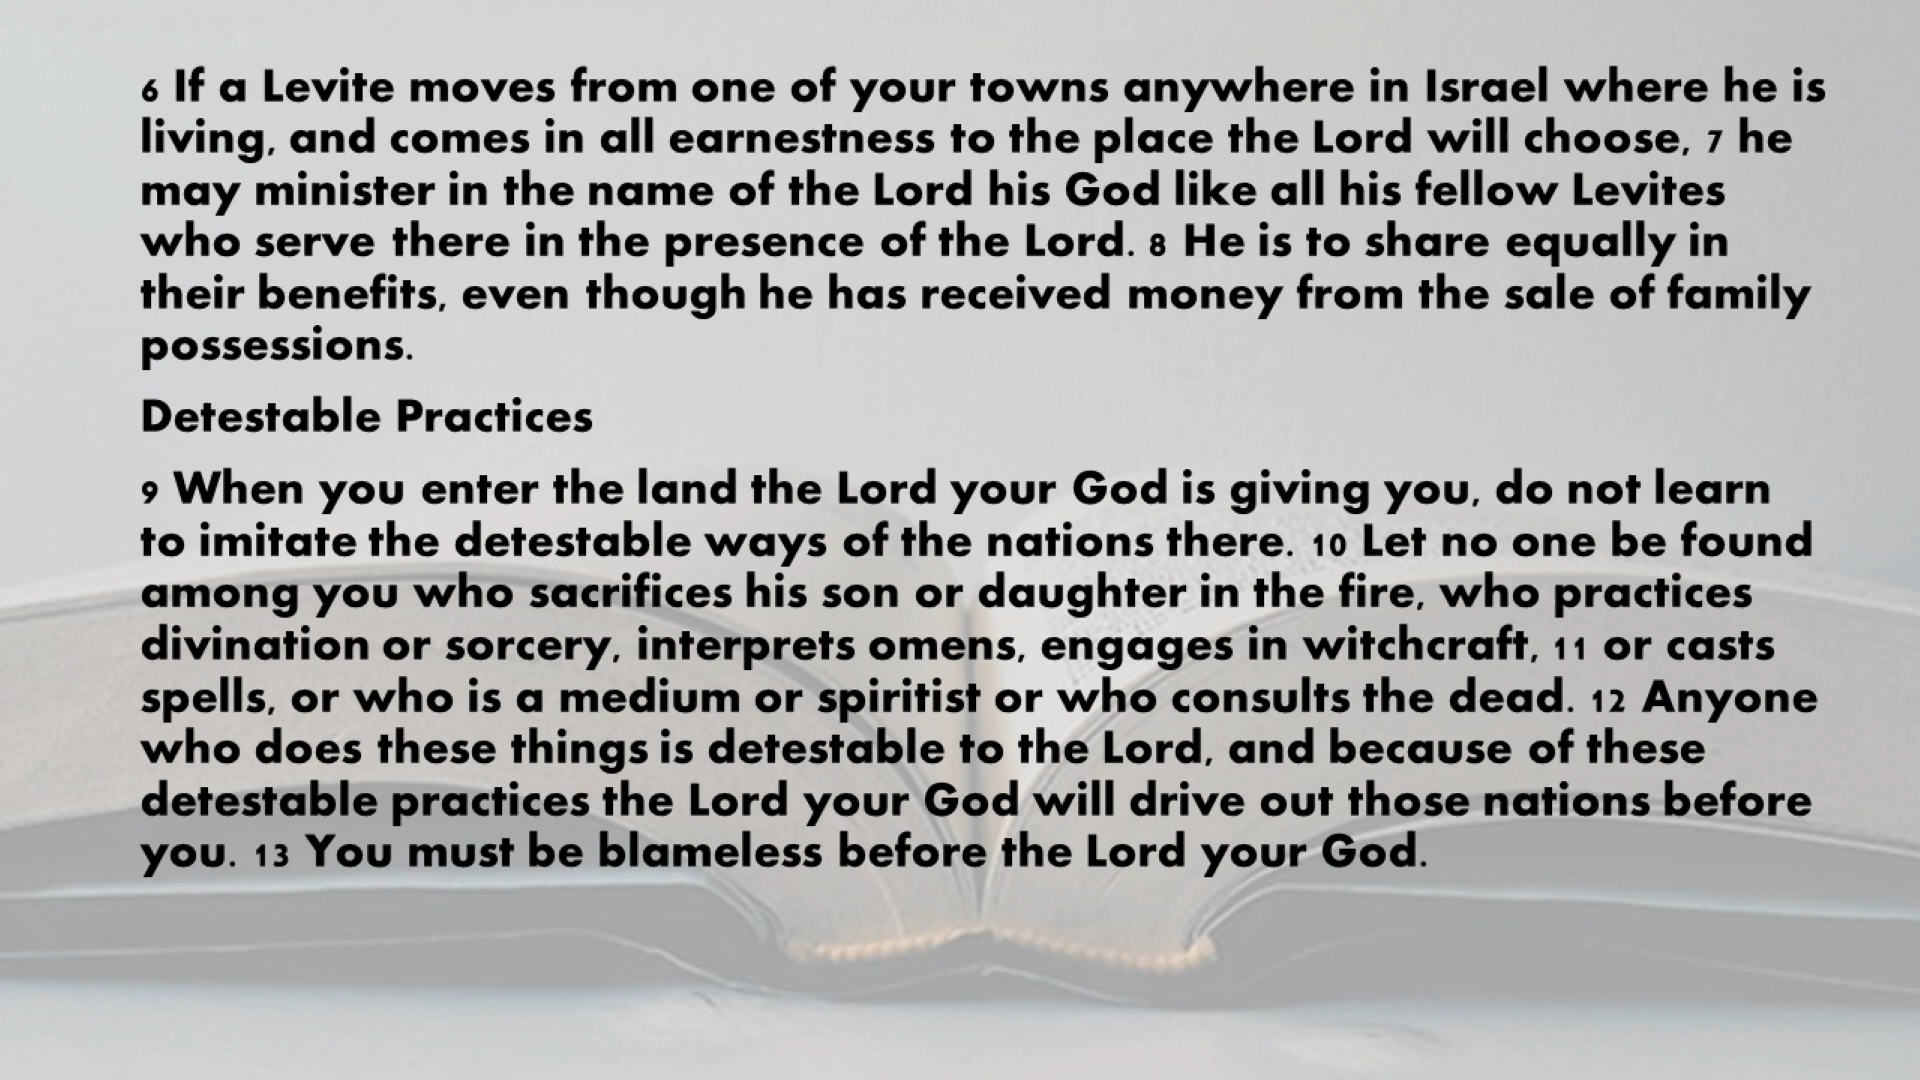 6 If a Levite moves from one of your towns anywhere in Israel where he is
living, and comes in all earnestness to the place the Lord will choose, 7 he
may minister in the name of the Lord his God like all his fellow Levites
who serve there in the presence of the Lord. 8 He is to share equally in
their benefits, even though he has received money from the sale of family
possessions.
Detestable Practices
9 When you enter the land the Lord your God is giving you, do not learn
to imitate the detestable ways of the nations there. 10 Let no one be found
among you who sacrifices his son or daughter in the fire, who practices
divination or sorcery, interprets omens, engages in witchcraft, 11 or casts
spells, or who is a medium or spiritist or who consults the dead. 12 Anyone
who does these things is detestable to the Lord, and because of these
detestable practices the Lord your God will drive out those nations before
you. 13 You must be blameless before the Lord your God.